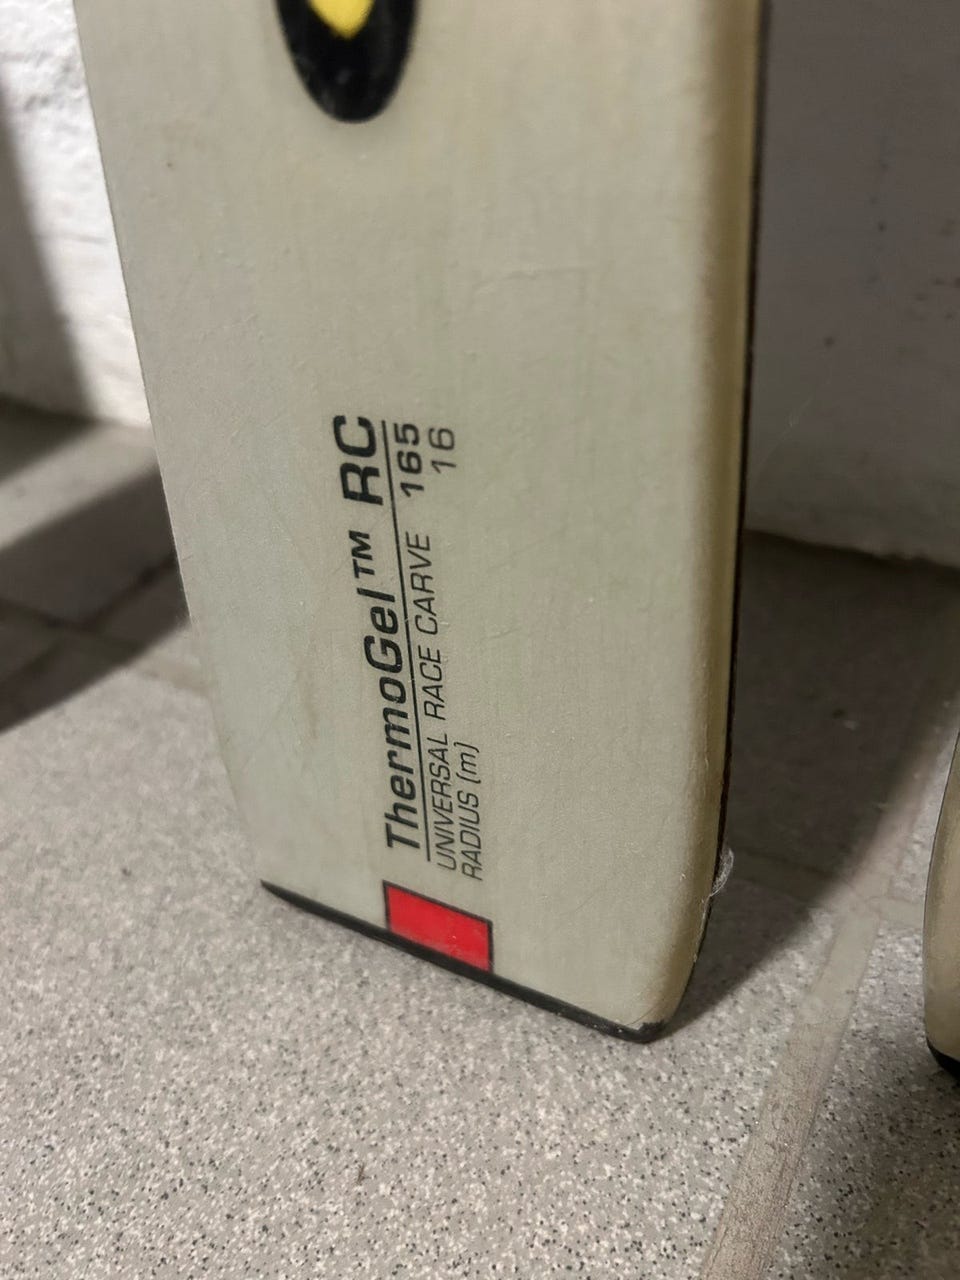 ThermoGel™ RC
UNIVERSAL RACE CARVE 165
RADIUS (m) 16